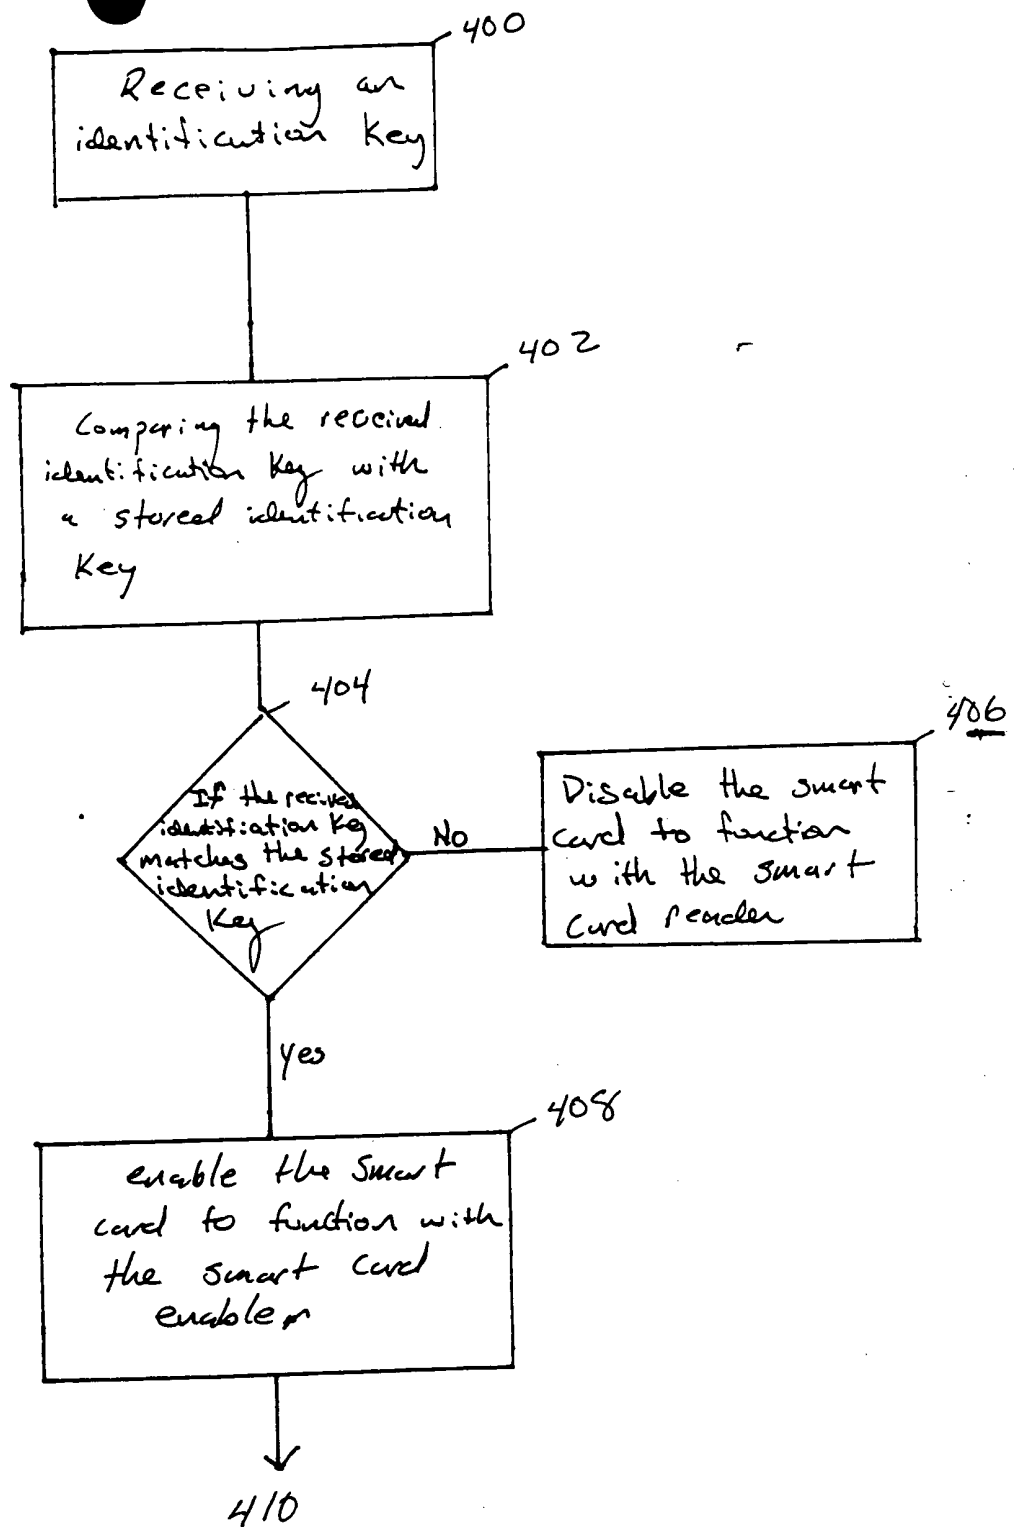 400
Receiving an
identification Key
402
Comparing the received
identification Key with
a stored identification
Key
404
If the recived
identification Key
matches the stored
identification
Key
No
406
Disable the smart
card to function
with the smart
Card reader
Yes
408
enable the smart
card to function with
the smart Card
enabler
410